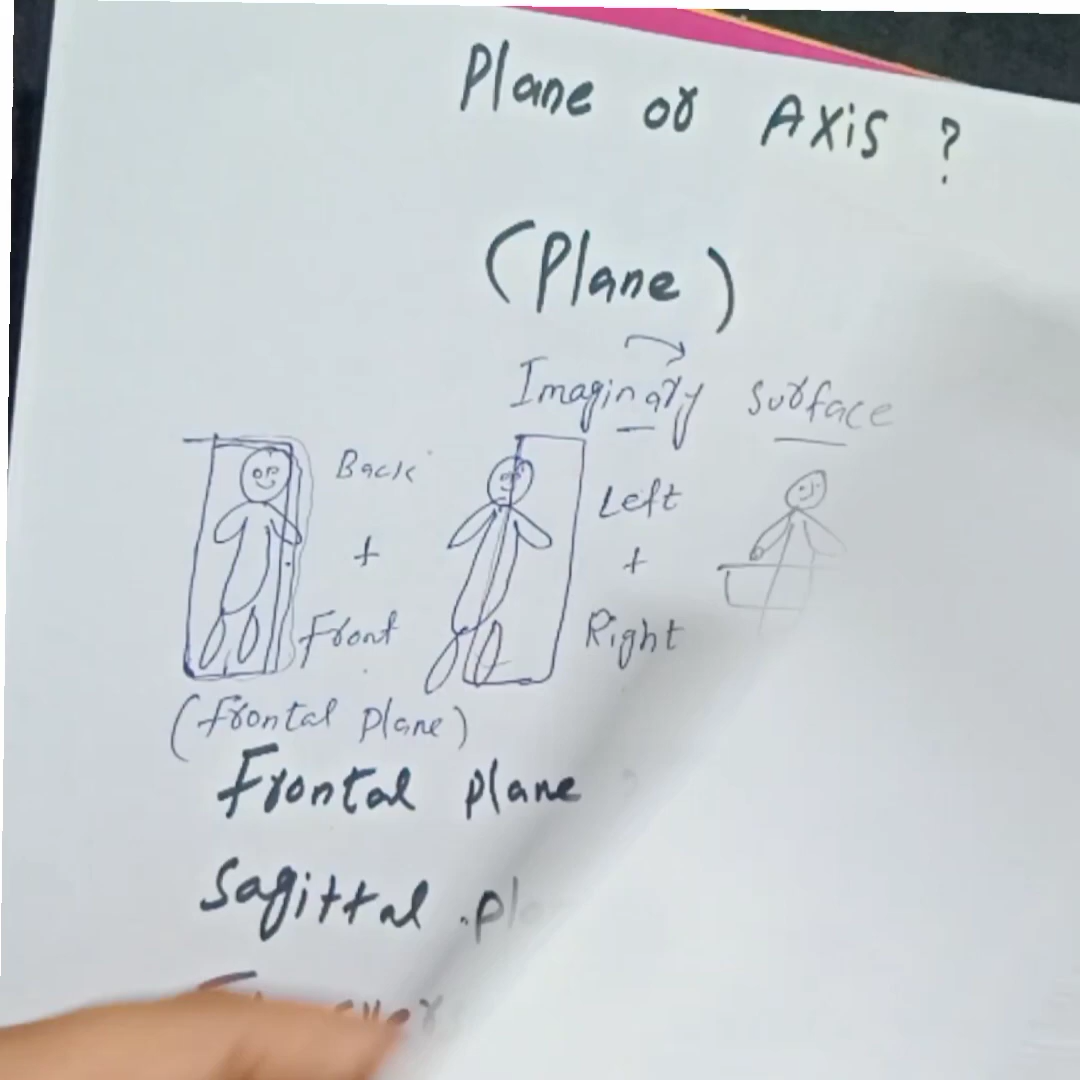 Plane or Axis ?
(Plane)
Imaginary surface
Back
+
Front
Left
+
Right
(frontal plane)
Frontal plane
Sagittal